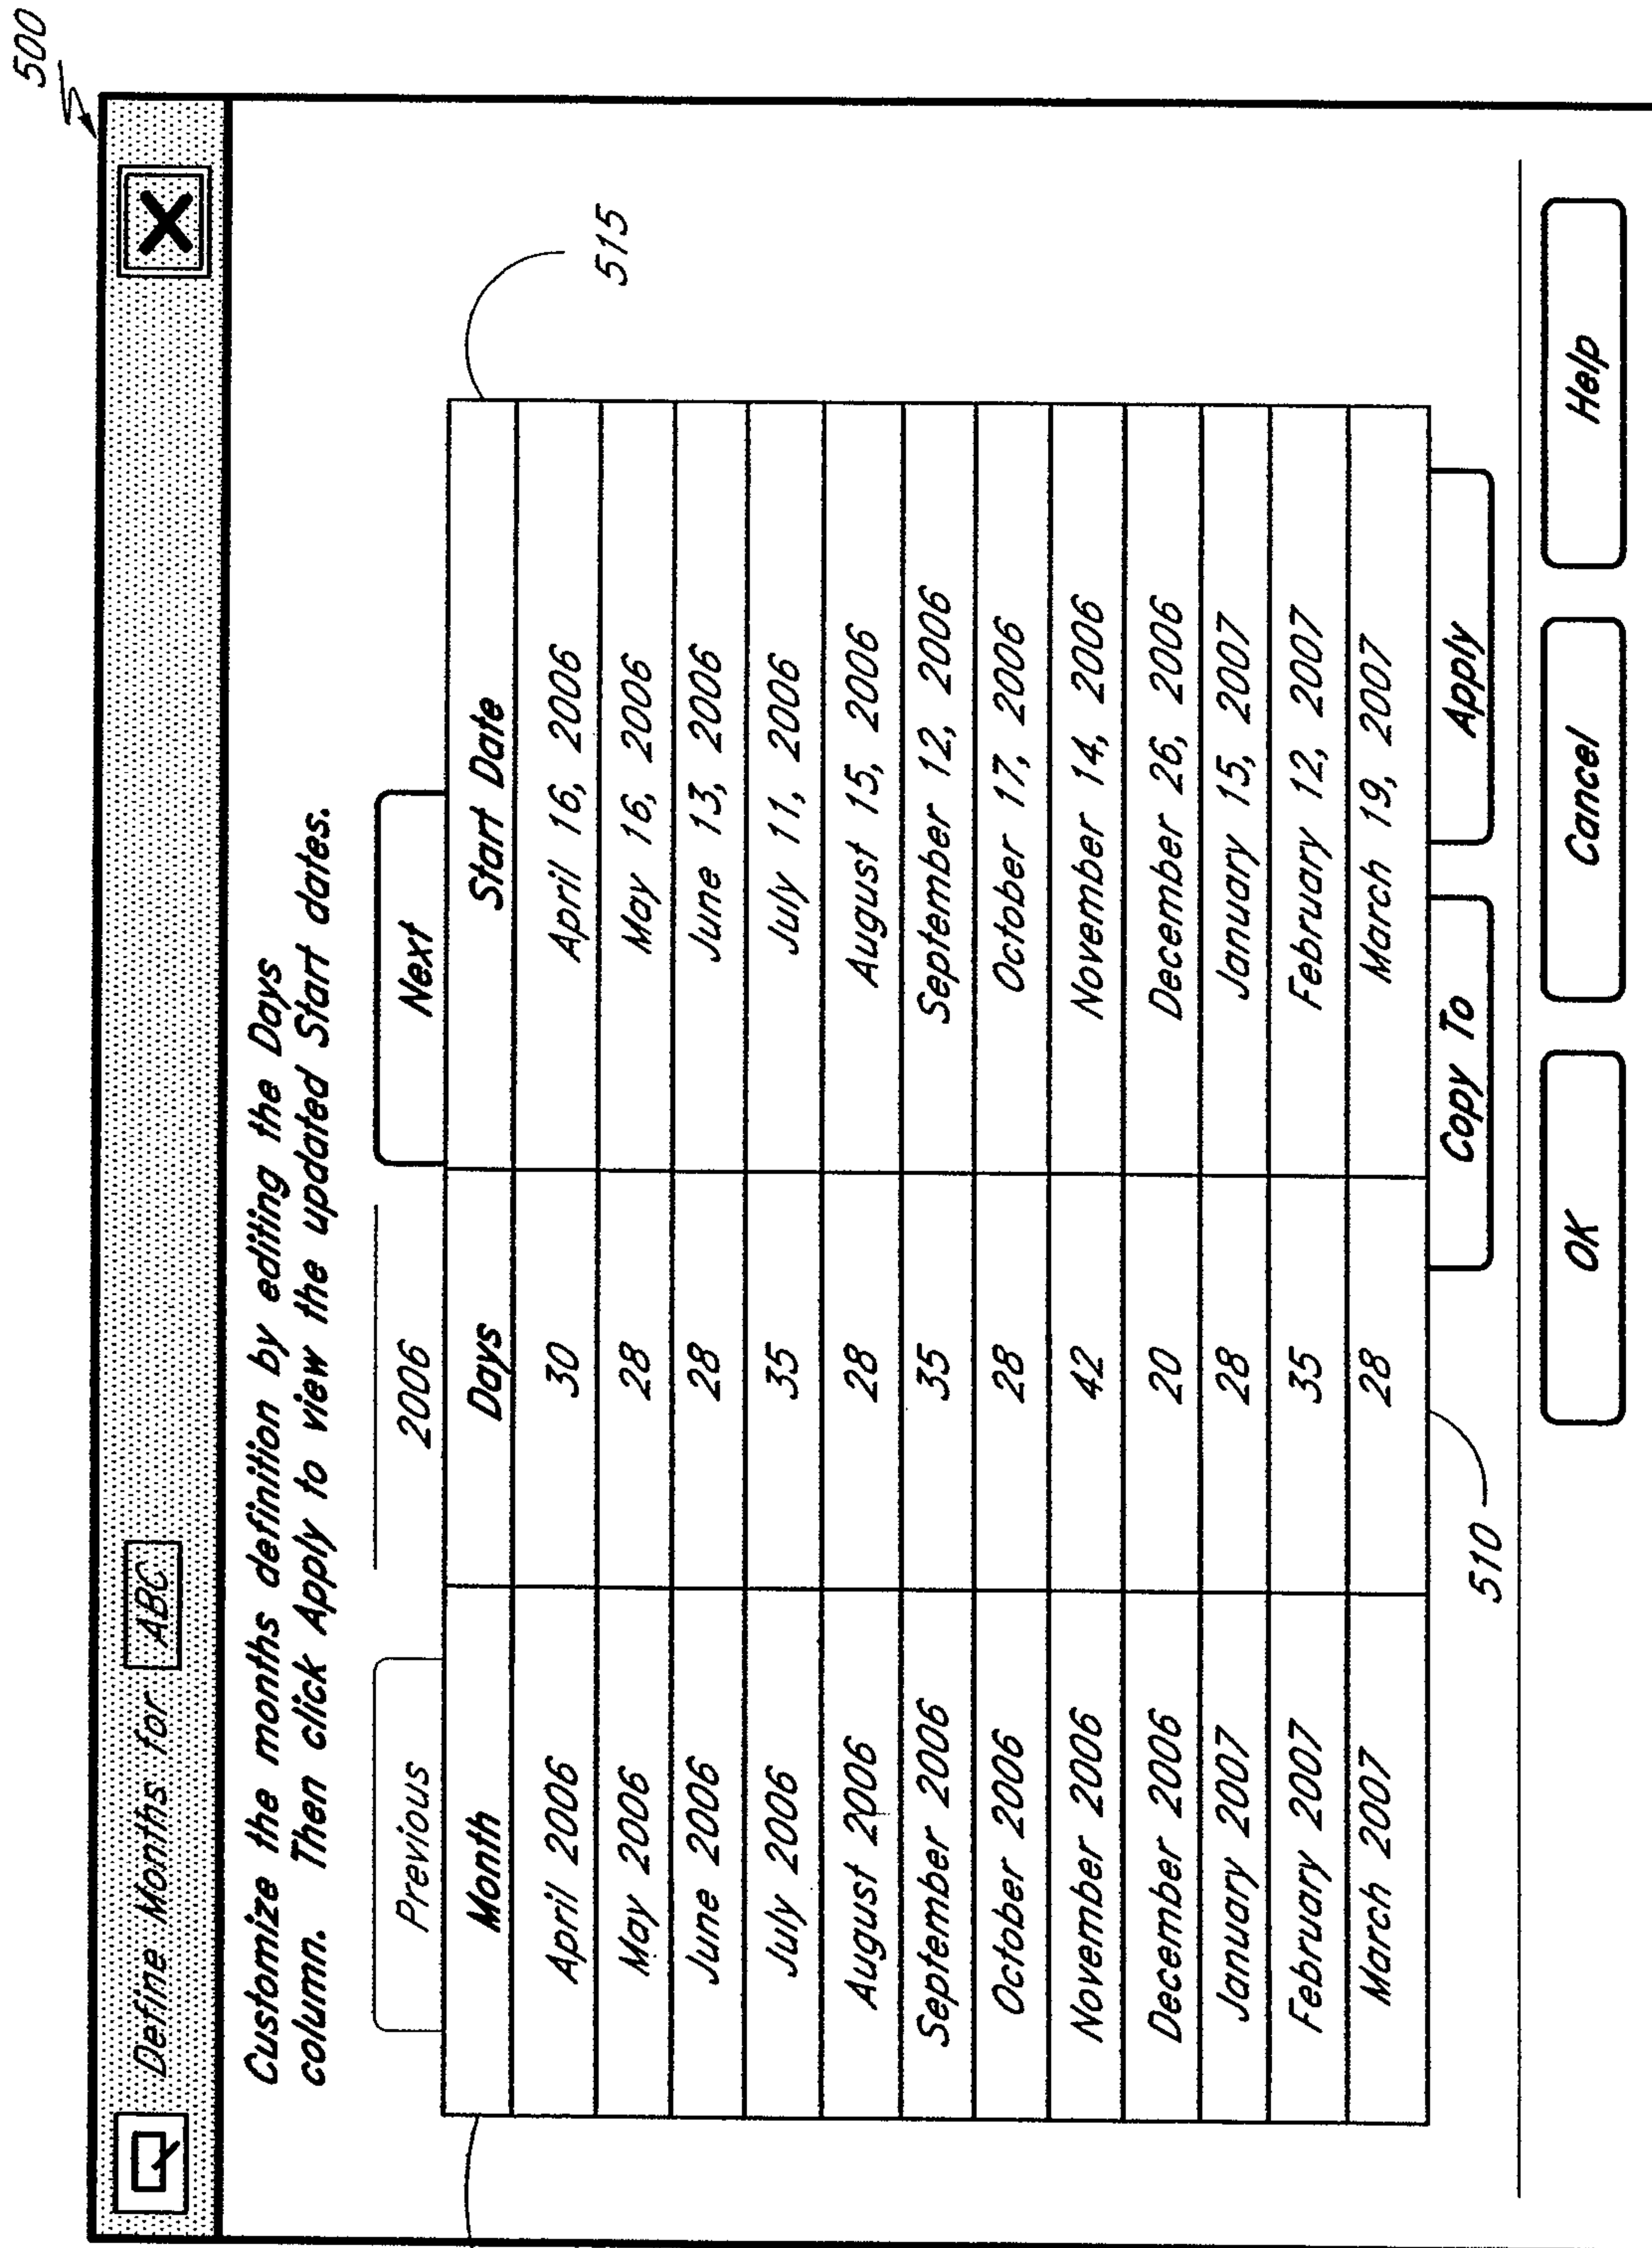 500
Define Months for ABC
Customize the months definition by editing the Days
column. Then click Apply to view the updated Start dates.
Previous 2006 Next
Month Days Start Date
515
April 2006 30 April 16, 2006
May 2006 28 May 16, 2006
June 2006 28 June 13, 2006
July 2006 35 July 11, 2006
August 2006 28 August 15, 2006
September 2006 35 September 12, 2006
October 2006 28 October 17, 2006
November 2006 42 November 14, 2006
December 2006 20 December 26, 2006
January 2007 28 January 15, 2007
February 2007 35 February 12, 2007
March 2007 28 March 19, 2007
510
Copy To Apply
OK Cancel Help